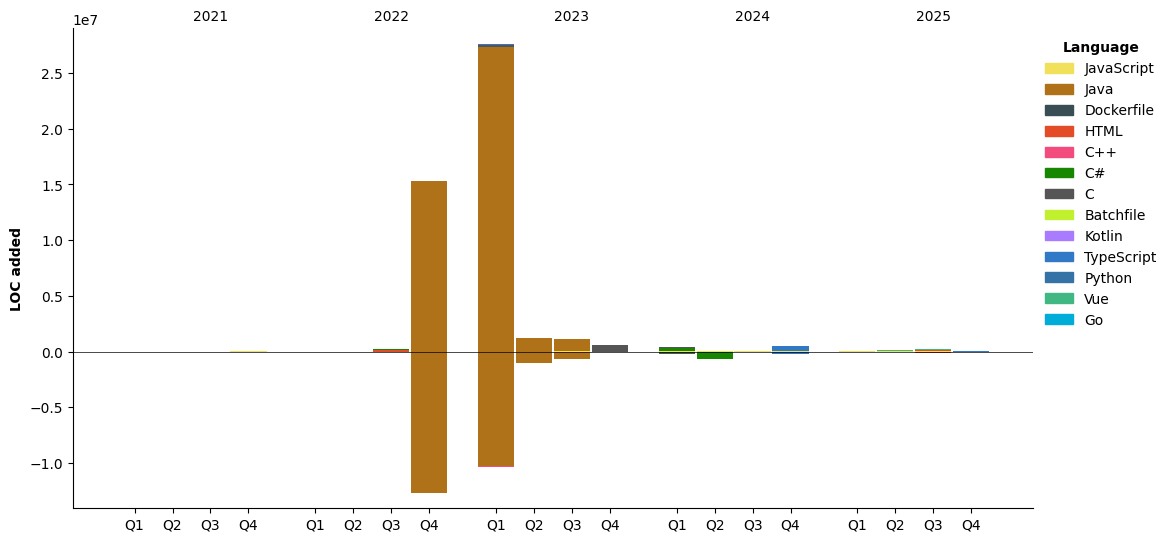 1e7
2021 2022 2023 2024 2025
LOC added
2.5
2.0
1.5
1.0
0.5
0.0
−0.5
−1.0
Q1 Q2 Q3 Q4 Q1 Q2 Q3 Q4 Q1 Q2 Q3 Q4 Q1 Q2 Q3 Q4 Q1 Q2 Q3 Q4
Language
JavaScript
Java
Dockerfile
HTML
C++
C#
C
Batchfile
Kotlin
TypeScript
Python
Vue
Go